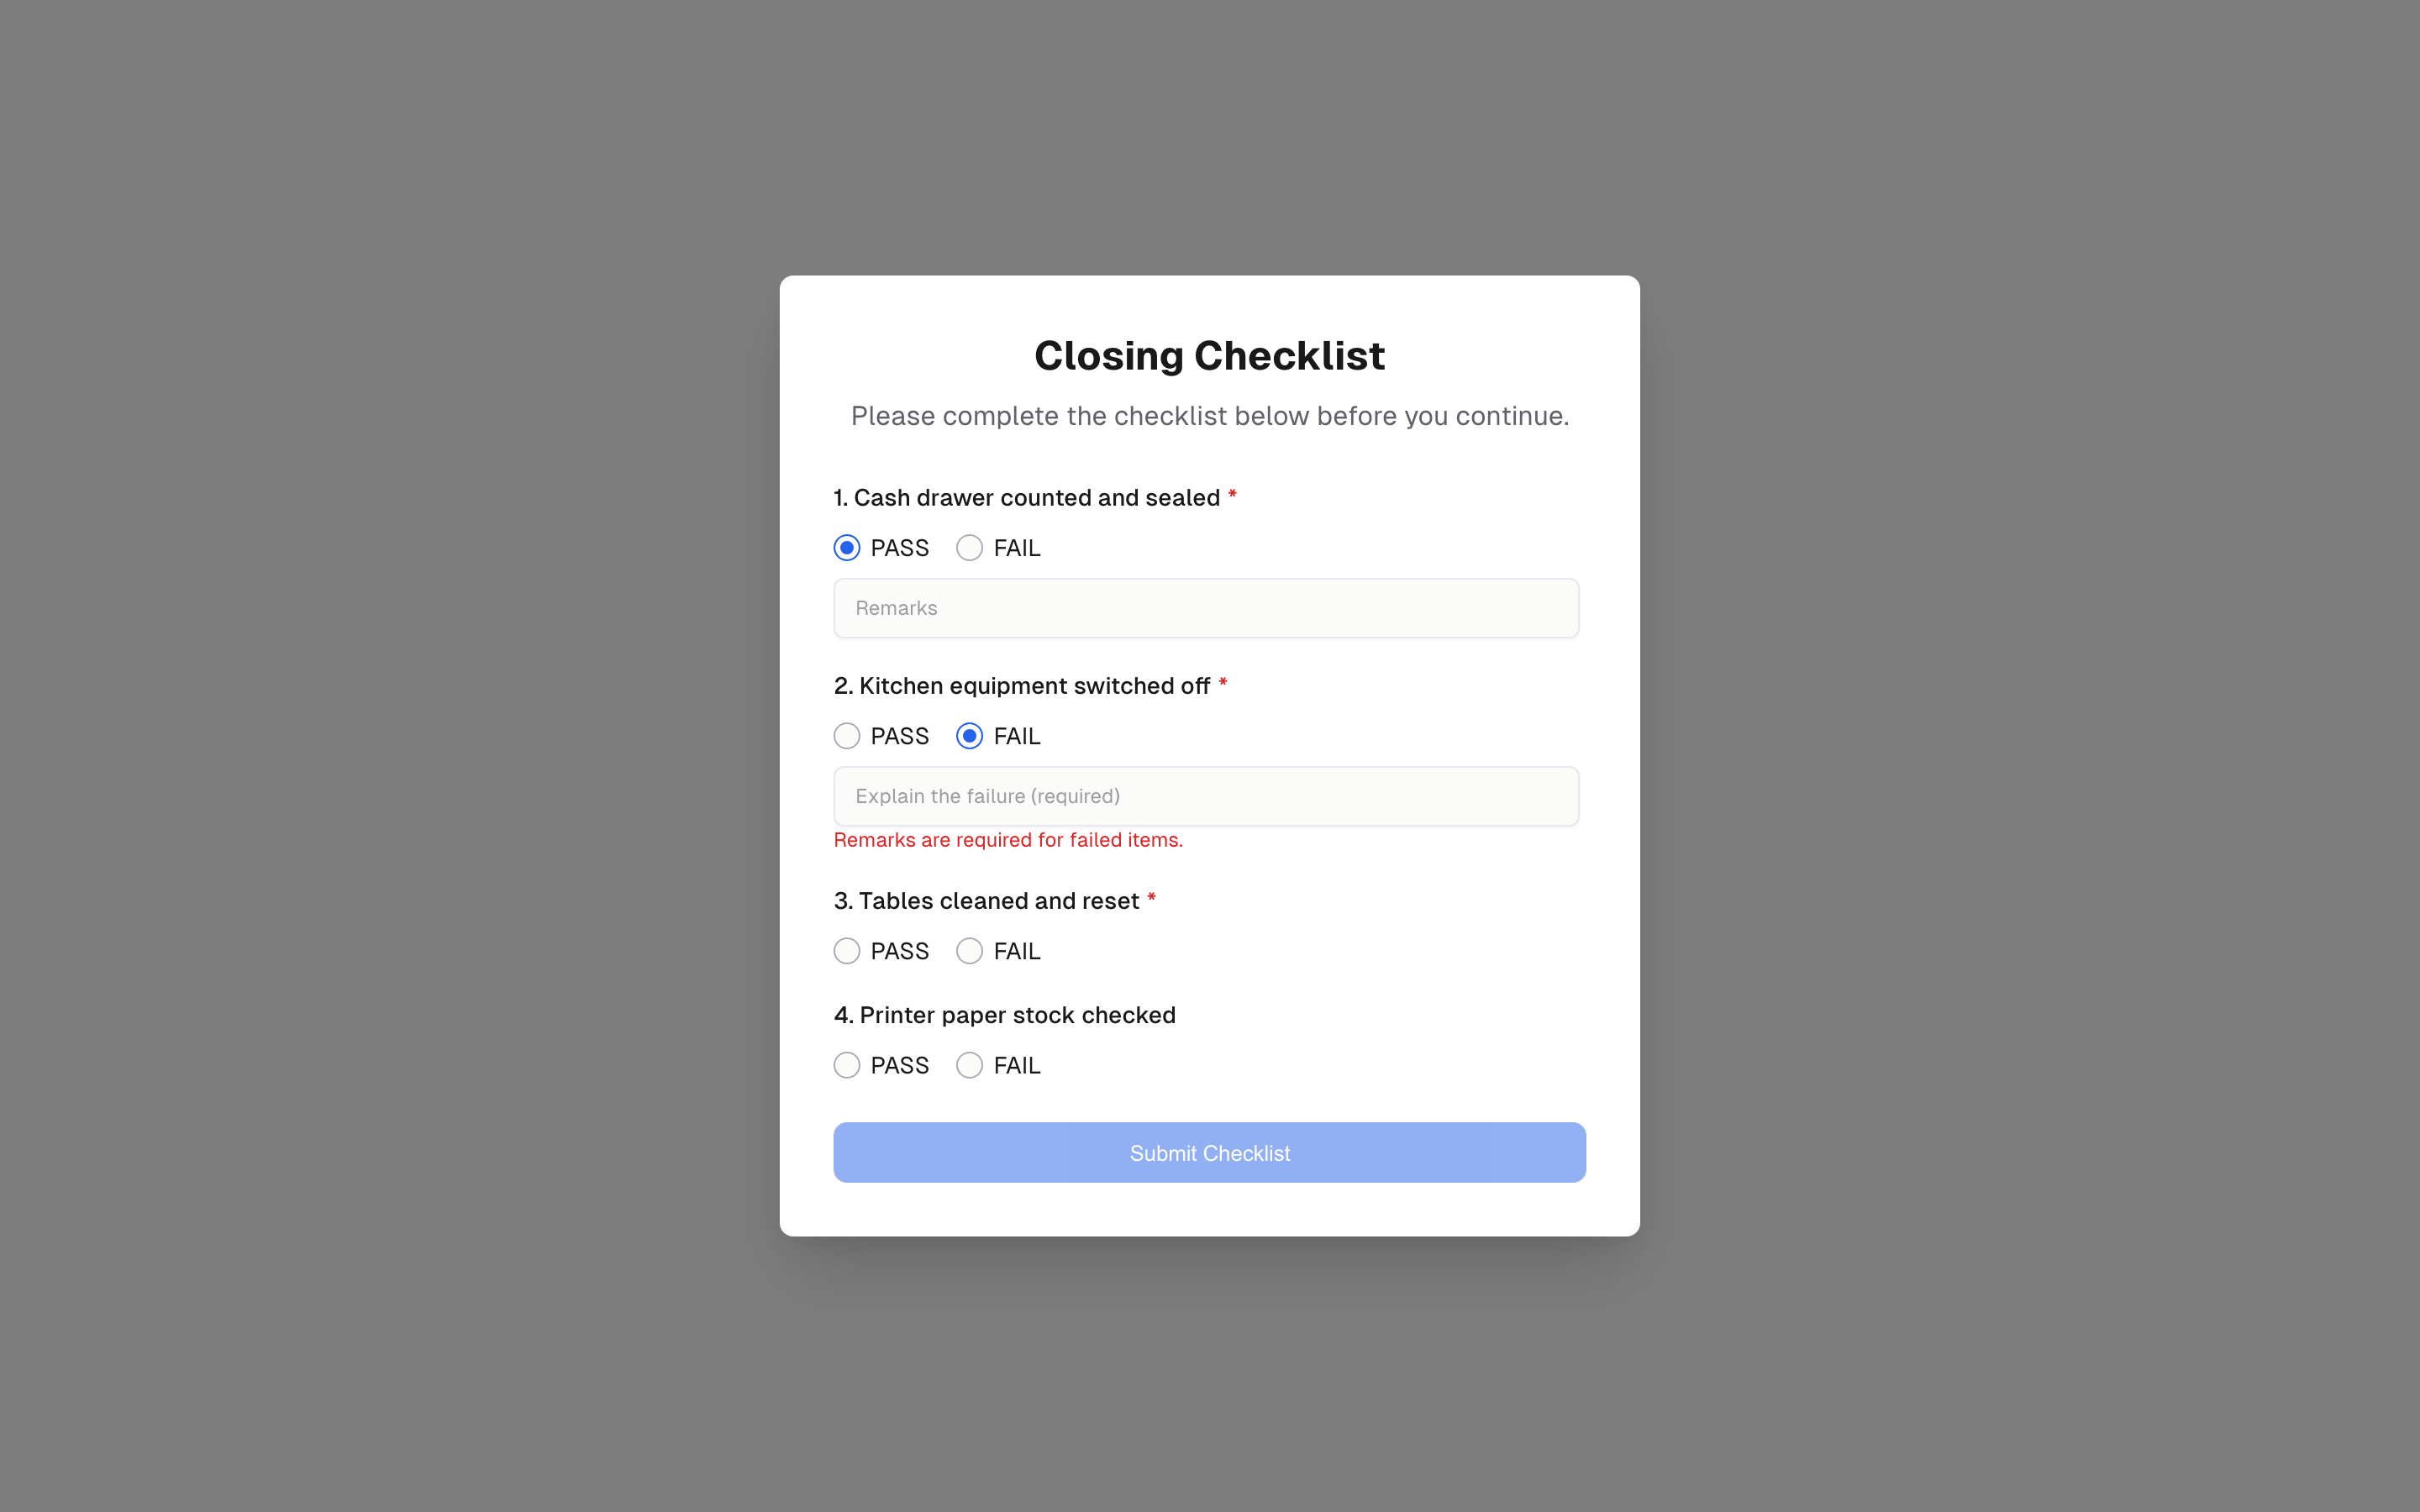 Closing Checklist
Please complete the checklist below before you continue.
1. Cash drawer counted and sealed *
PASS FAIL
Remarks
2. Kitchen equipment switched off *
PASS FAIL
Explain the failure (required)
Remarks are required for failed items.
3. Tables cleaned and reset *
PASS FAIL
4. Printer paper stock checked
PASS FAIL
Submit Checklist